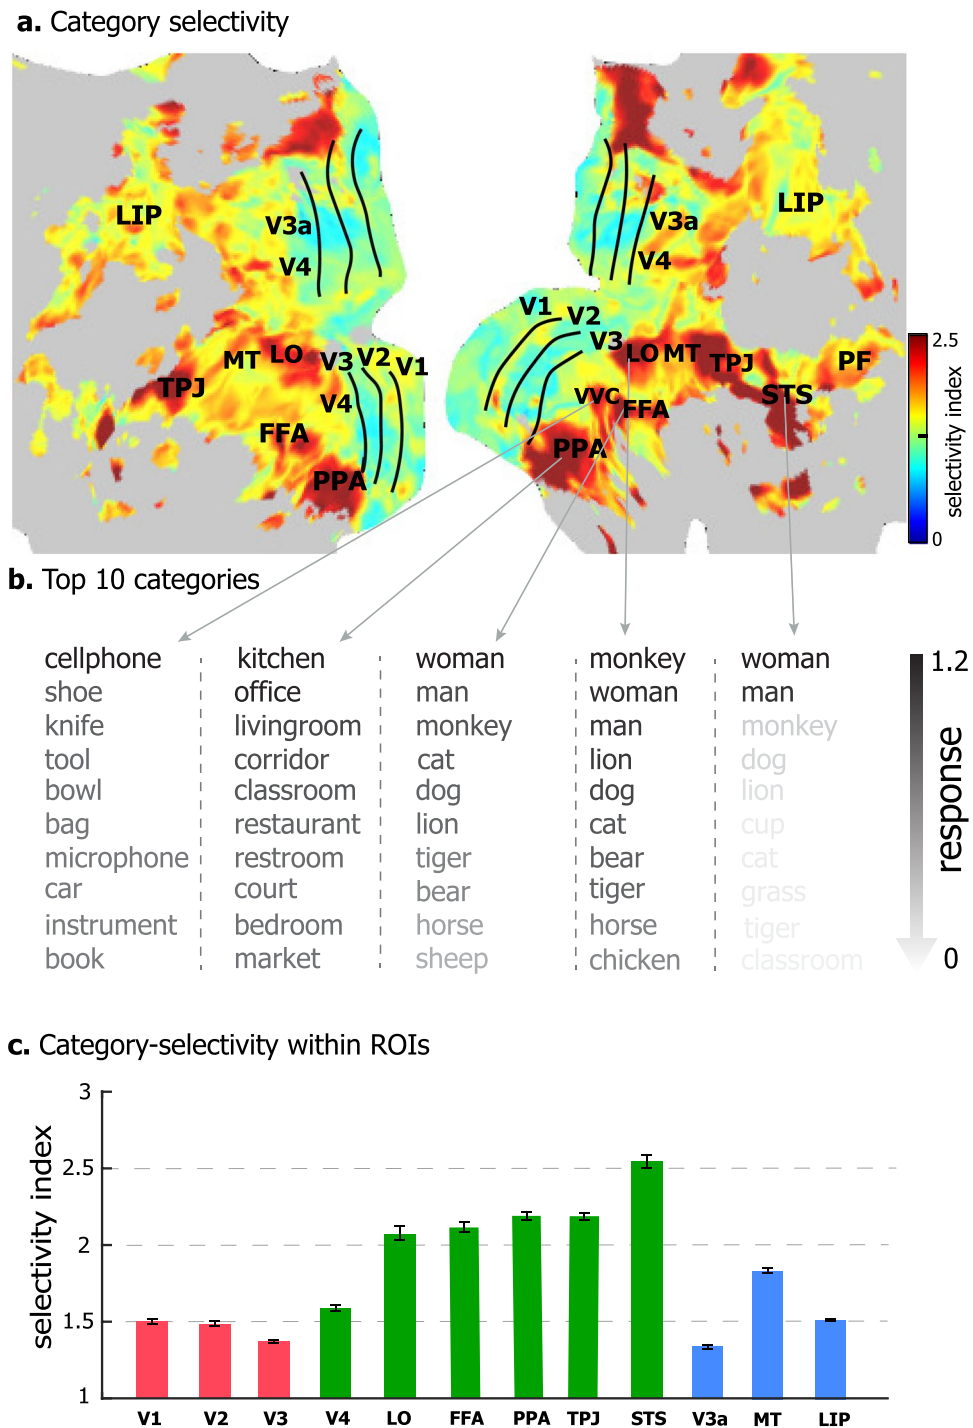 a. Category selectivity
LIP
V3a
V4
MT
LO
TPJ
FFA
PPA
V3
V2
V1
V4
LIP
V3a
V4
V1
V2
V3
LO
MT
TPJ
PF
STS
VVC
FFA
PPA
2.5
selectivity index
0
b. Top 10 categories
cellphone kitchen woman monkey woman
shoe office man woman man
knife livingroom monkey man monkey
tool corridor cat lion dog
bowl classroom dog dog lion
bag restaurant lion cat cup
microphone restroom tiger bear cat
car court bear tiger grass
instrument bedroom horse horse tiger
book market sheep chicken classroom
1.2
response
0
c. Category-selectivity within ROIs
3
2.5
2
1.5
1
selectivity index
V1 V2 V3 V4 LO FFA PPA TPJ STS V3a MT LIP